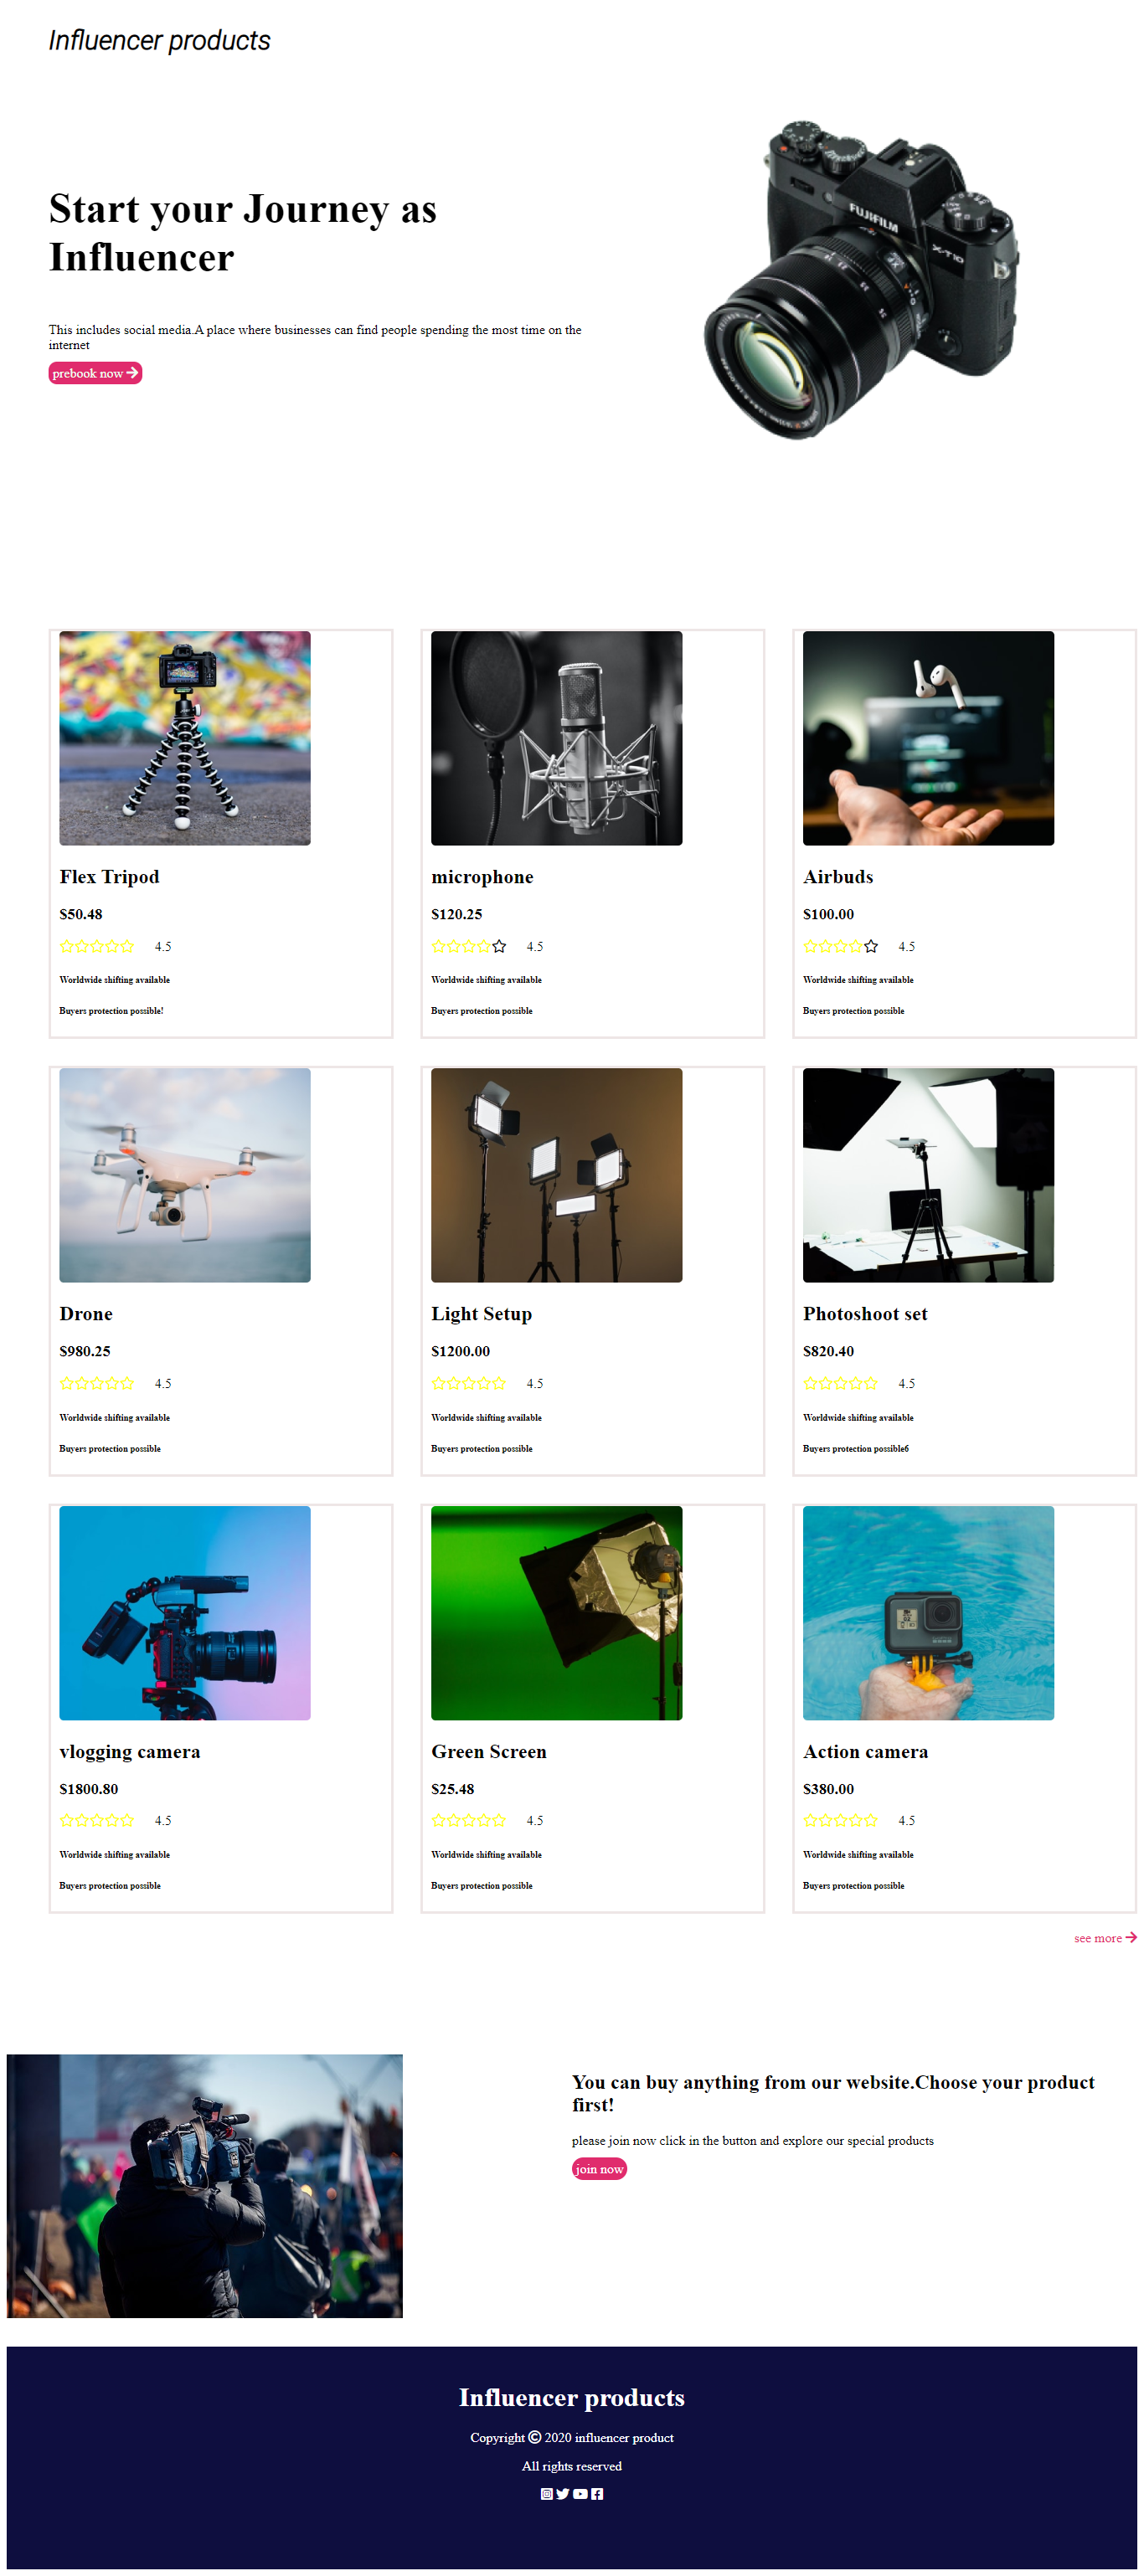 Influencer products
Start your Journey as
Influencer
This includes social media.A place where businesses can find people spending the most time on the
internet
prebook now
FUJIFILM
X-T10
Flex Tripod
$50.48
4.5
Worldwide shifting available
Buyers protection possible!
microphone
$120.25
4.5
Worldwide shifting available
Buyers protection possible
Airbuds
$100.00
4.5
Worldwide shifting available
Buyers protection possible
Drone
$980.25
4.5
Worldwide shifting available
Buyers protection possible
Light Setup
$1200.00
4.5
Worldwide shifting available
Buyers protection possible
Photoshoot set
$820.40
4.5
Worldwide shifting available
Buyers protection possible6
vlogging camera
$1800.80
4.5
Worldwide shifting available
Buyers protection possible
Green Screen
$25.48
4.5
Worldwide shifting available
Buyers protection possible
Action camera
$380.00
4.5
Worldwide shifting available
Buyers protection possible
see more
You can buy anything from our website.Choose your product
first!
please join now click in the button and explore our special products
join now
Influencer products
Copyright © 2020 influencer product
All rights reserved